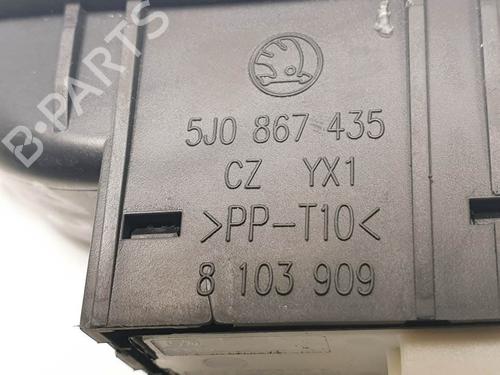 5J0 867 435
CZ YX1
>PP-T10<
8 103 909
B-PARTS